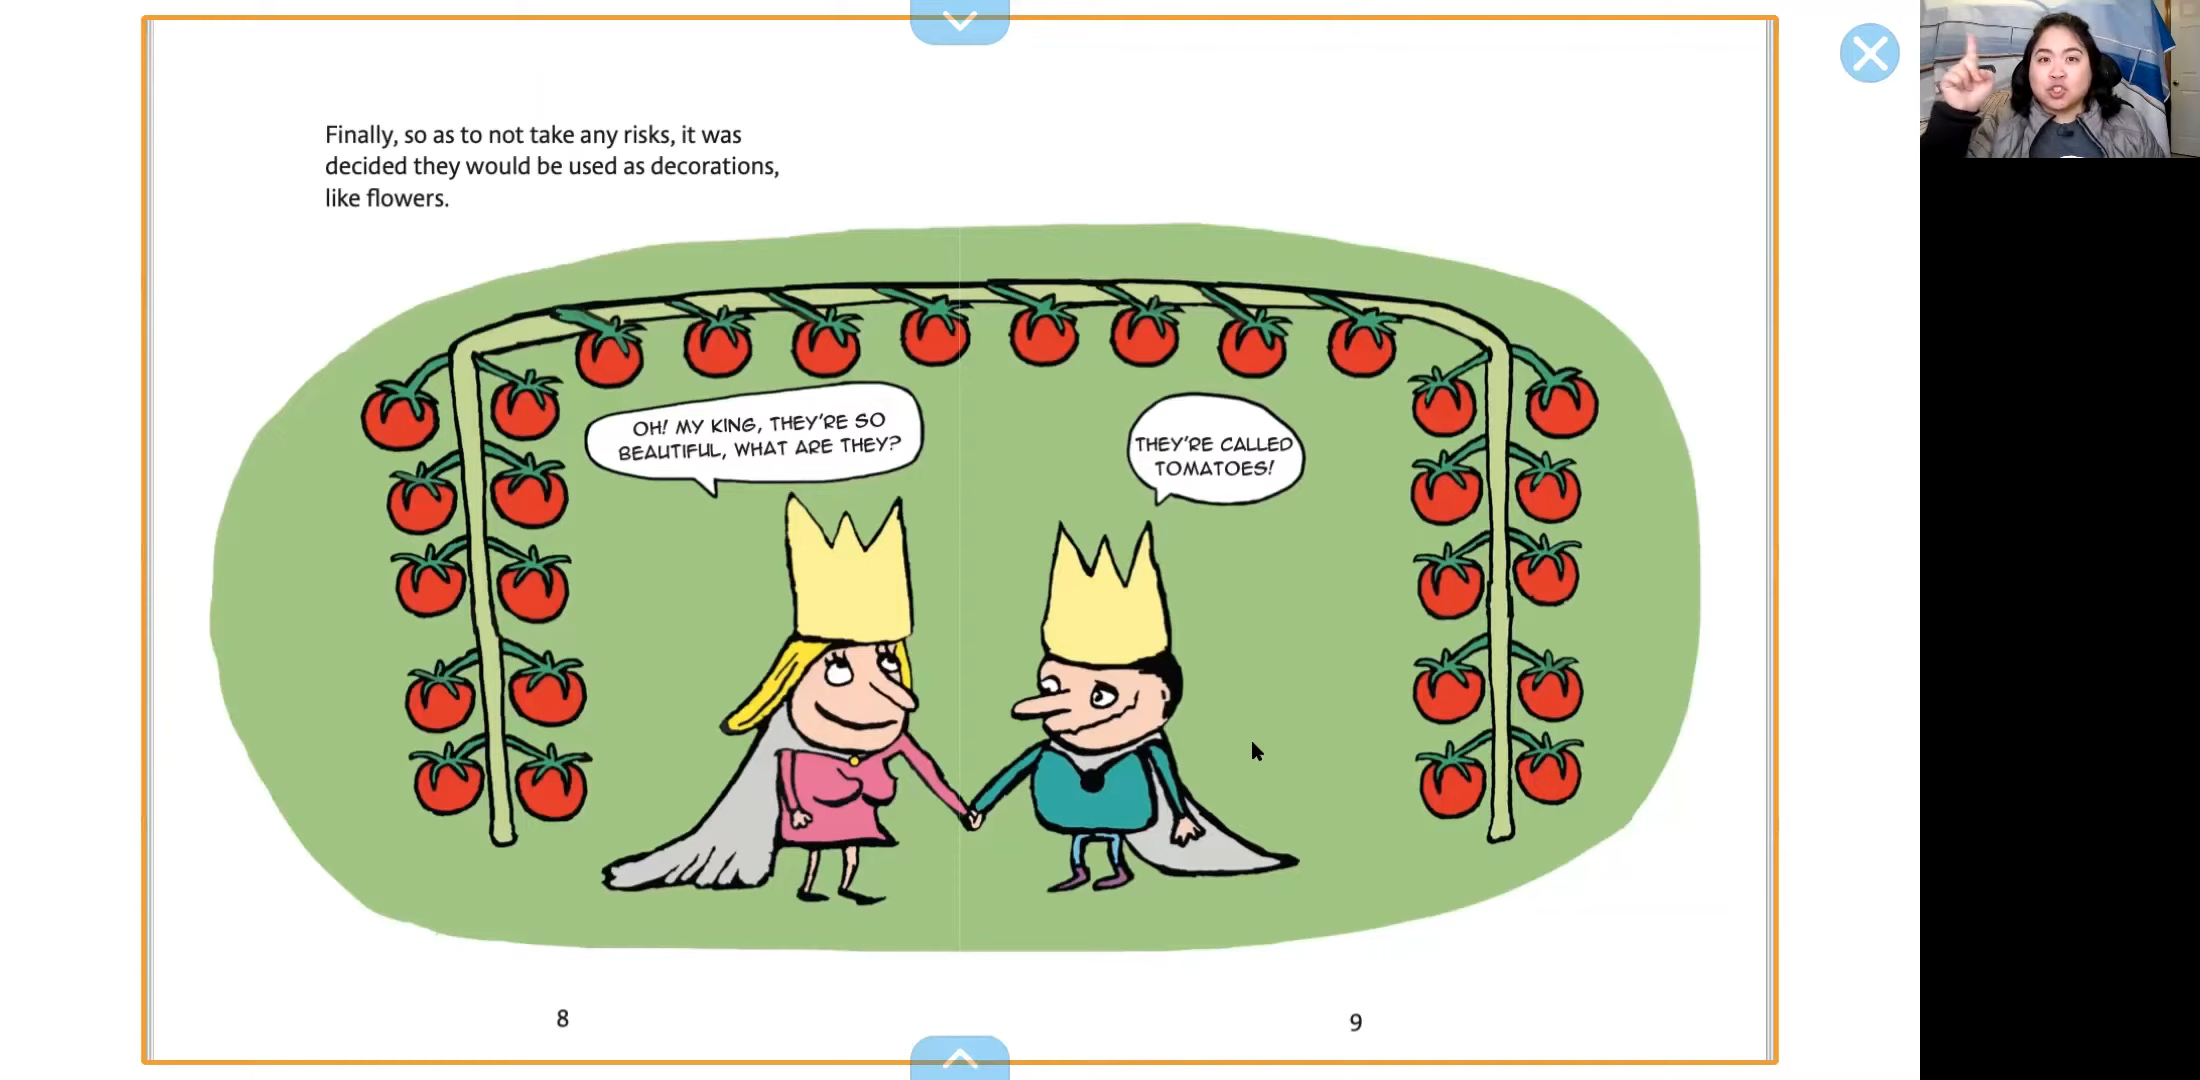 Finally, so as to not take any risks, it was
decided they would be used as decorations,
like flowers.
OH! MY KING, THEY'RE SO
BEAUTIFUL, WHAT ARE THEY?
THEY'RE CALLED
TOMATOES!
8
9